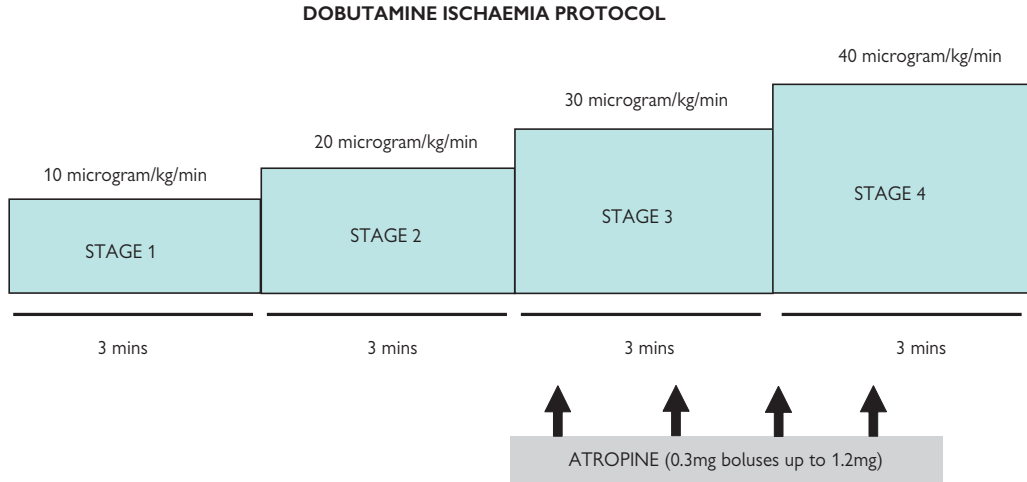 DOBUTAMINE ISCHAEMIA PROTOCOL
40 microgram/kg/min
30 microgram/kg/min
20 microgram/kg/min
10 microgram/kg/min
STAGE 1
STAGE 2
STAGE 3
STAGE 4
3 mins
3 mins
3 mins
3 mins
ATROPINE (0.3mg boluses up to 1.2mg)